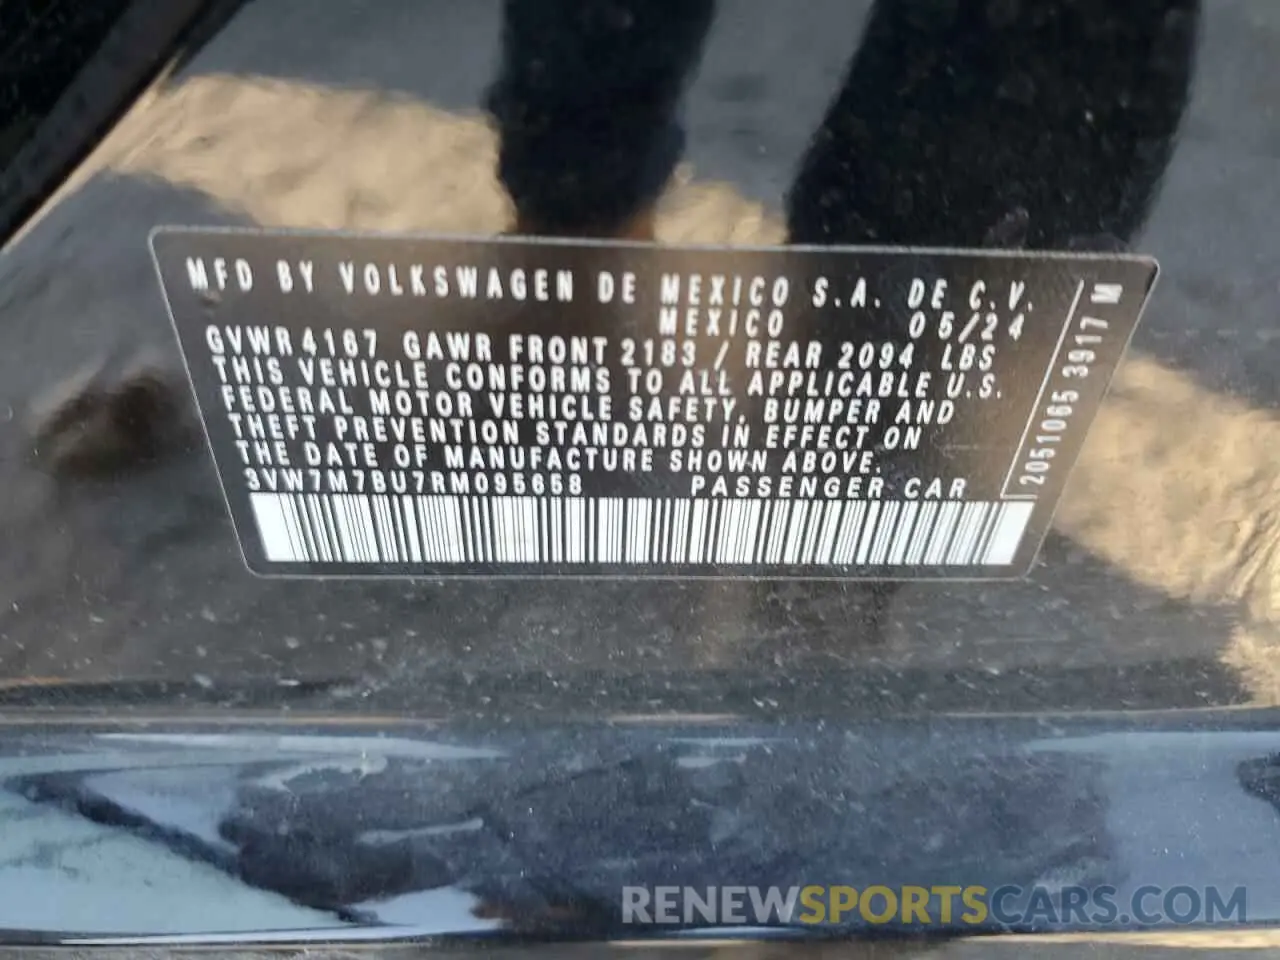 MFD BY VOLKSWAGEN DE MEXICO S.A. DE C.V.
MEXICO 05/24
GVWR 4167 GAWR FRONT 2183 / REAR 2094 LBS
THIS VEHICLE CONFORMS TO ALL APPLICABLE U.S.
FEDERAL MOTOR VEHICLE SAFETY, BUMPER AND
THEFT PREVENTION STANDARDS IN EFFECT ON
THE DATE OF MANUFACTURE SHOWN ABOVE.
3VW7M7BU7RM095658 PASSENGER CAR
2051065 3917 M
RENEWSPORTSCARS.COM